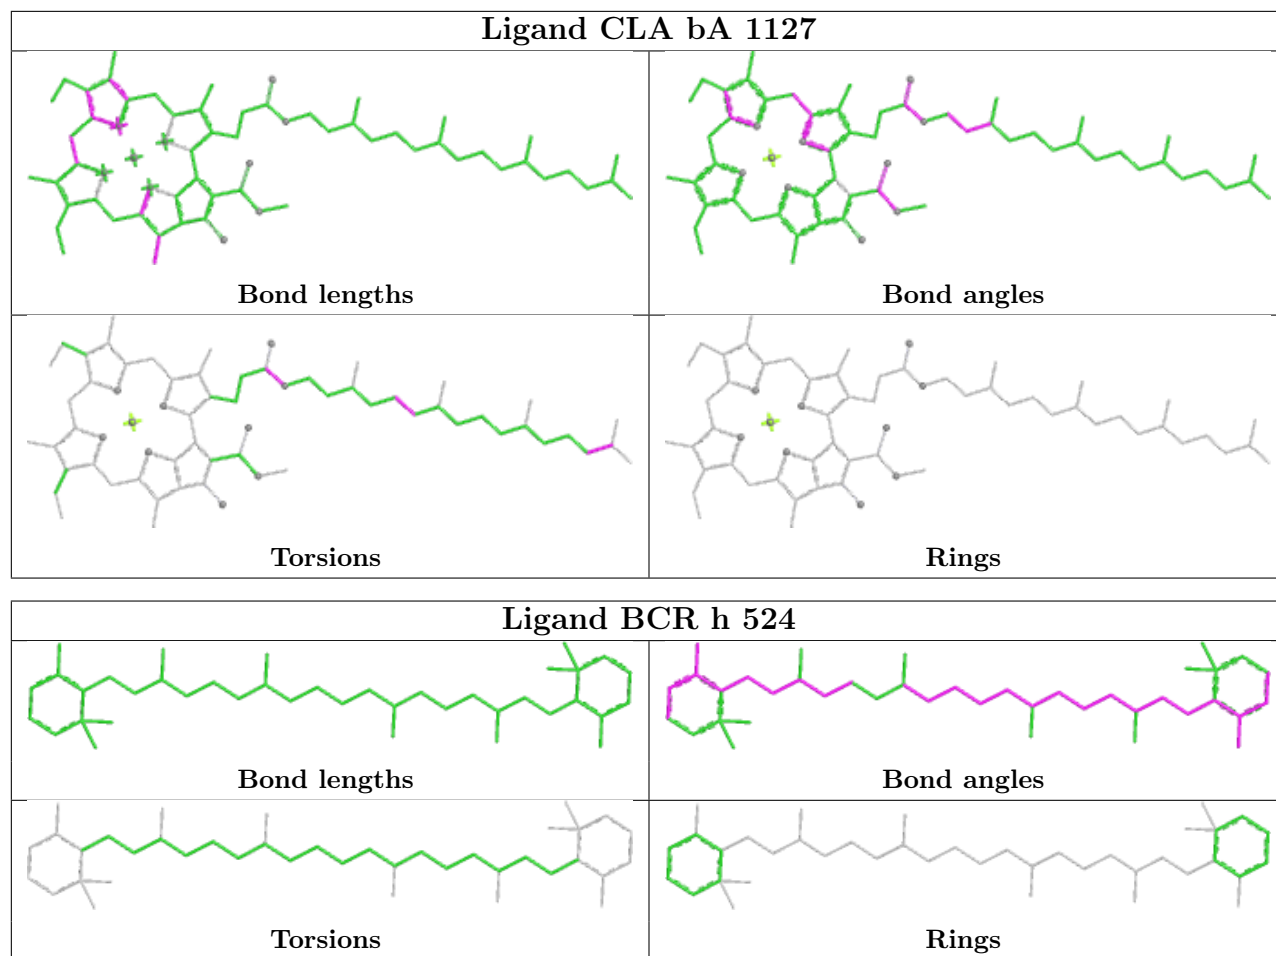 Ligand CLA bA 1127
Bond lengths
Bond angles
Torsions
Rings
Ligand BCR h 524
Bond lengths
Bond angles
Torsions
Rings